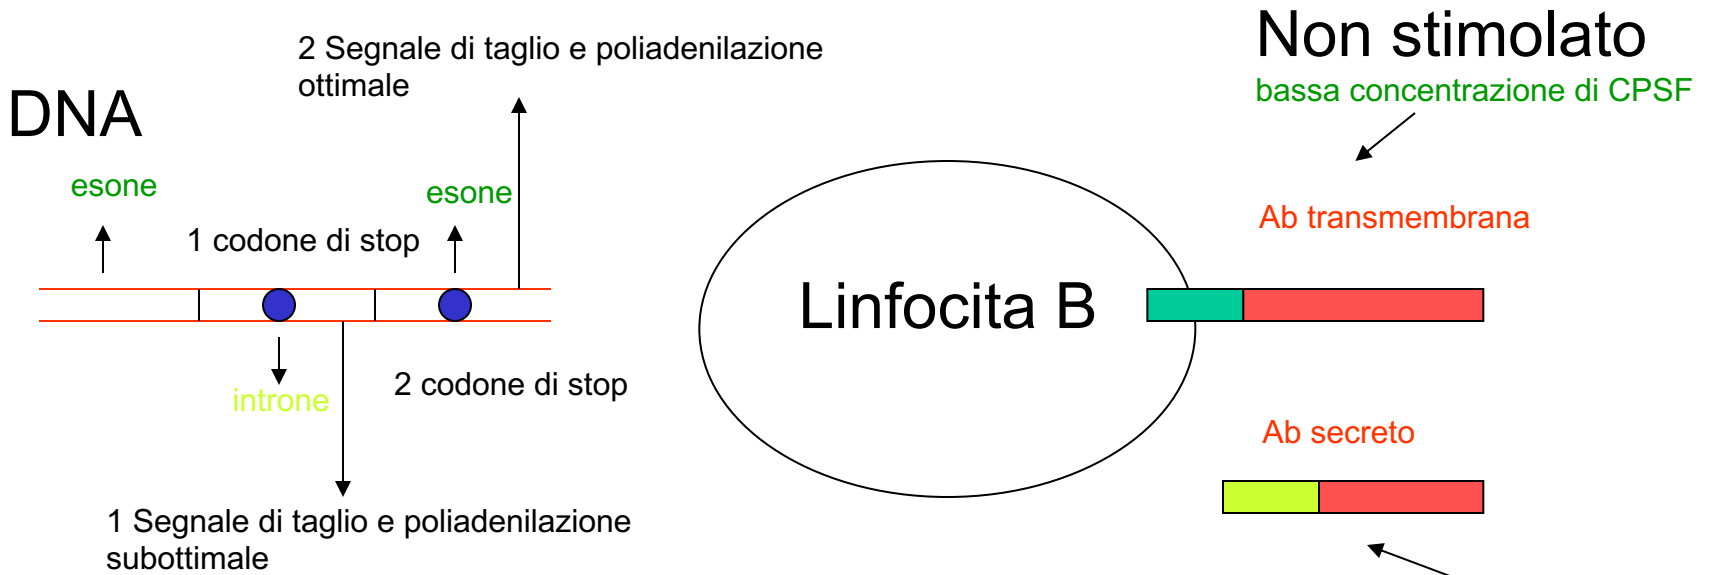 DNA
2 Segnale di taglio e poliadenilazione
ottimale
esone
esone
1 codone di stop
introne
2 codone di stop
1 Segnale di taglio e poliadenilazione
subottimale
Linfocita B
Non stimolato
bassa concentrazione di CPSF
Ab transmembrana
Ab secreto